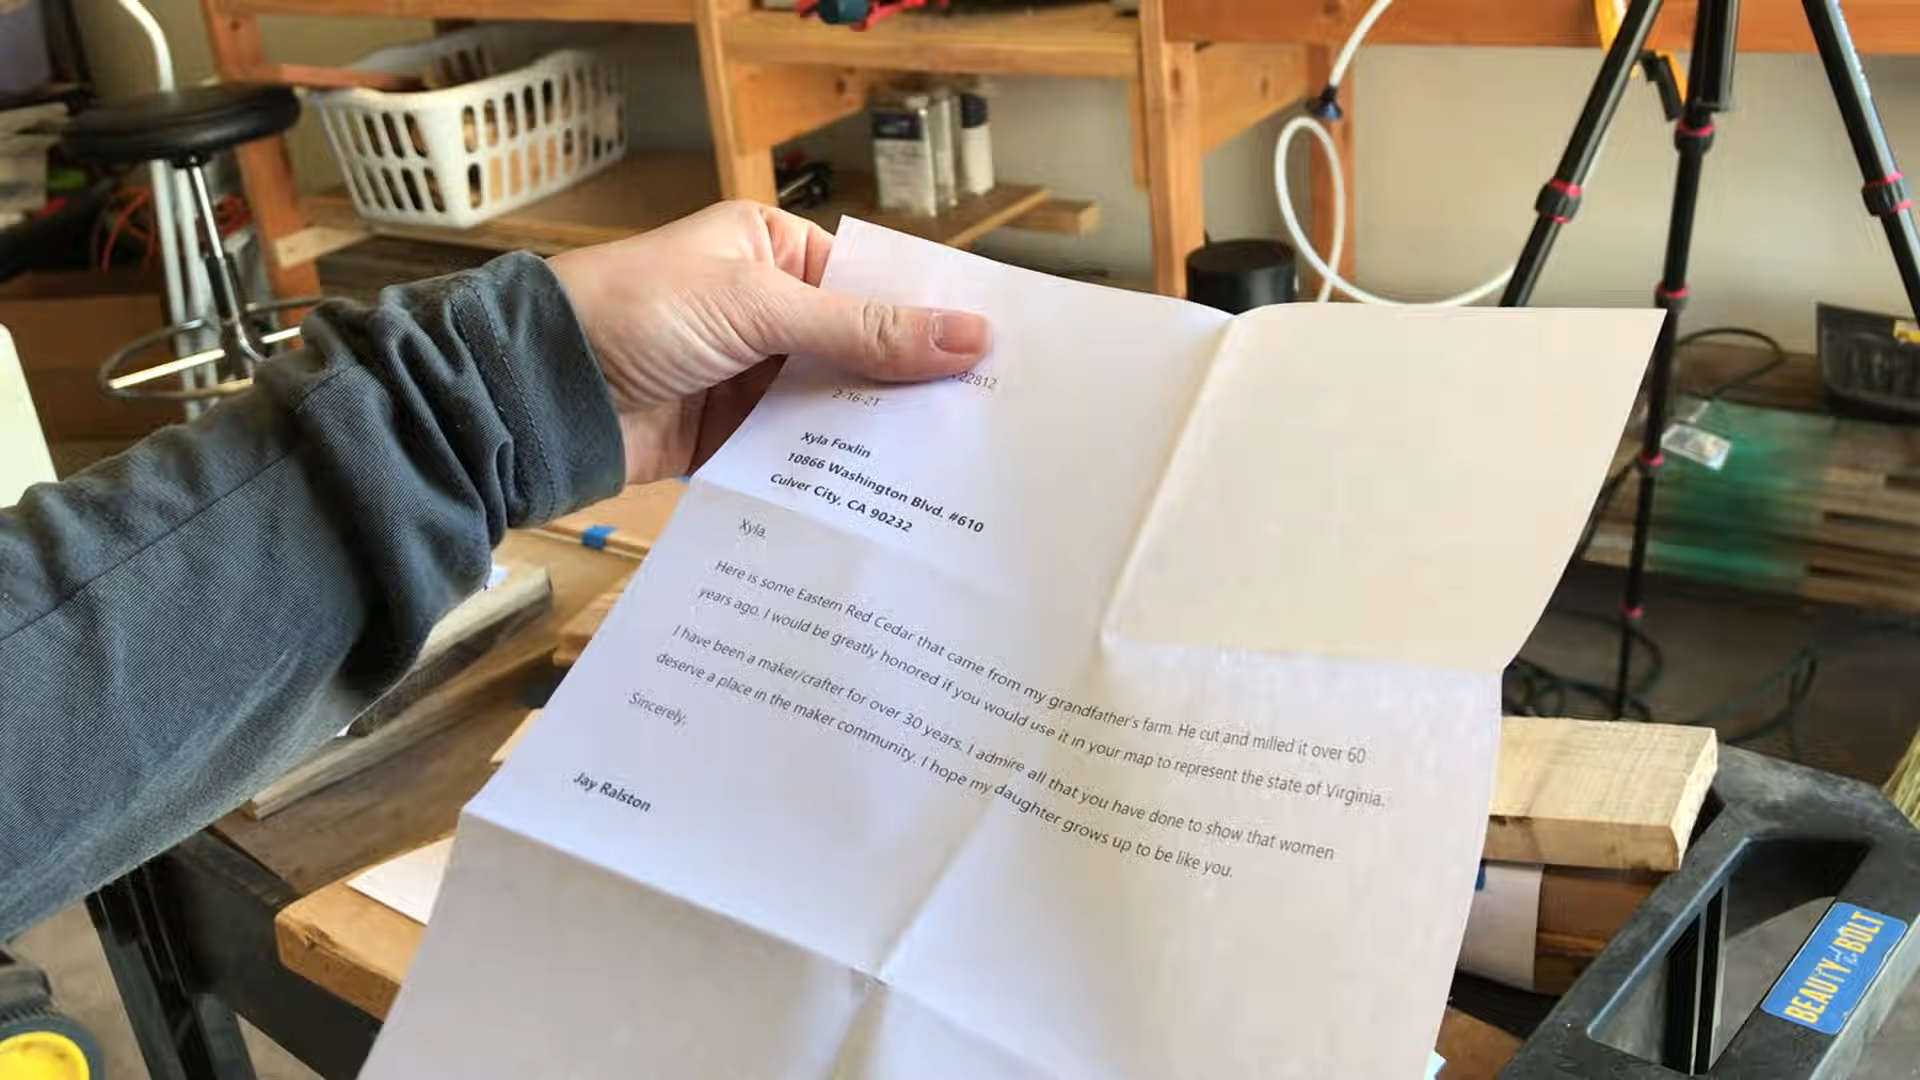 22812
2-16-21
Xyla Foxlin
10866 Washington Blvd. #610
Culver City, CA 90232
Xyla,
Here is some Eastern Red Cedar that came from my grandfather's farm. He cut and milled it over 60
years ago. I would be greatly honored if you would use it in your map to represent the state of Virginia.
I have been a maker/crafter for over 30 years. I admire all that you have done to show that women
deserve a place in the maker community. I hope my daughter grows up to be like you.
Sincerely,
Jay Ralston
BEAUTY and the BOLT